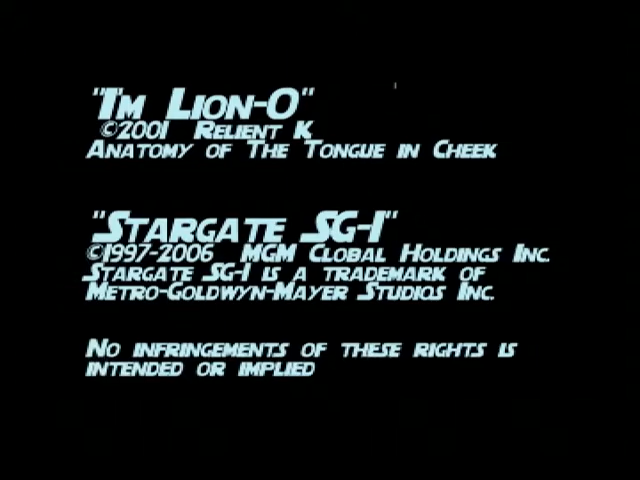 "I'm Lion-O"
©2001 Relient K
Anatomy of The Tongue in Cheek
"Stargate SG-1"
©1997-2006 MGM Global Holdings Inc.
Stargate SG-1 is a trademark of
Metro-Goldwyn-Mayer Studios Inc.
No infringements of these rights is
intended or implied